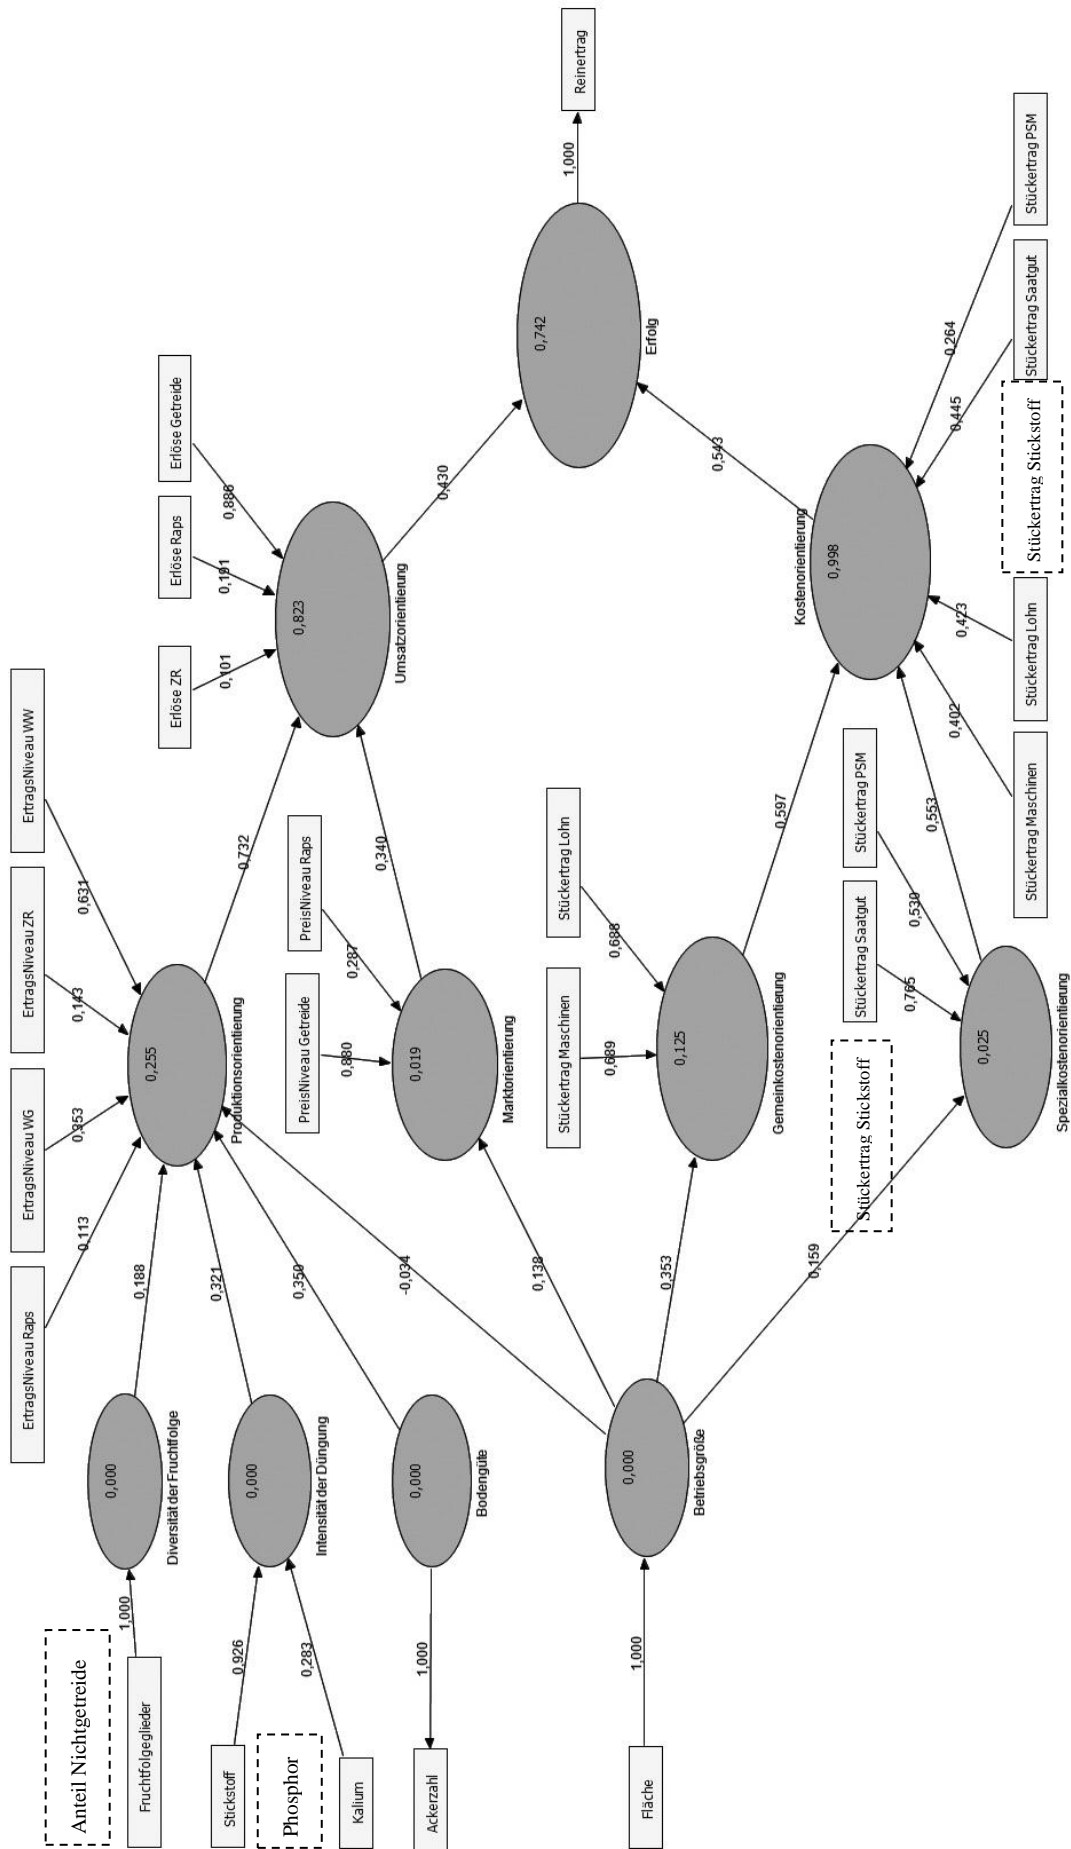 ErtragsNiveau Raps
ErtragsNiveau WG
ErtragsNiveau ZR
ErtragsNiveau WW
Anteil Nichtgetreide
0,113
0,353
0,143
0,631
1,000
Fruchtfolgeglieder
0,000
Diversität der Fruchtfolge
0,188
0,255
Produktionsorientierung
Erlöse ZR
Erlöse Raps
Erlöse Getreide
0,101
0,191
0,886
Stickstoff
0,926
0,000
Intensität der Düngung
0,321
0,732
Phosphor
0,283
Kalium
0,350
PreisNiveau Getreide
PreisNiveau Raps
0,880
0,287
0,823
Umsatzorientierung
Ackerzahl
1,000
0,000
Bodengüte
-0,034
0,019
Marktorientierung
0,340
0,430
0,742
Erfolg
1,000
Reinertrag
0,138
Stückertrag Maschinen
Stückertrag Lohn
0,689
0,688
Fläche
1,000
0,000
Betriebsgröße
0,353
0,125
Gemeinkostenorientierung
0,597
0,543
Kostenorientierung
0,998
0,159
Stückertrag Stickstoff
Stückertrag Saatgut
Stückertrag PSM
0,765
0,530
0,553
0,025
Spezialkostenorientierung
0,402
0,423
0,445
0,264
Stückertrag Maschinen
Stückertrag Lohn
Stückertrag Stickstoff
Stückertrag Saatgut
Stückertrag PSM